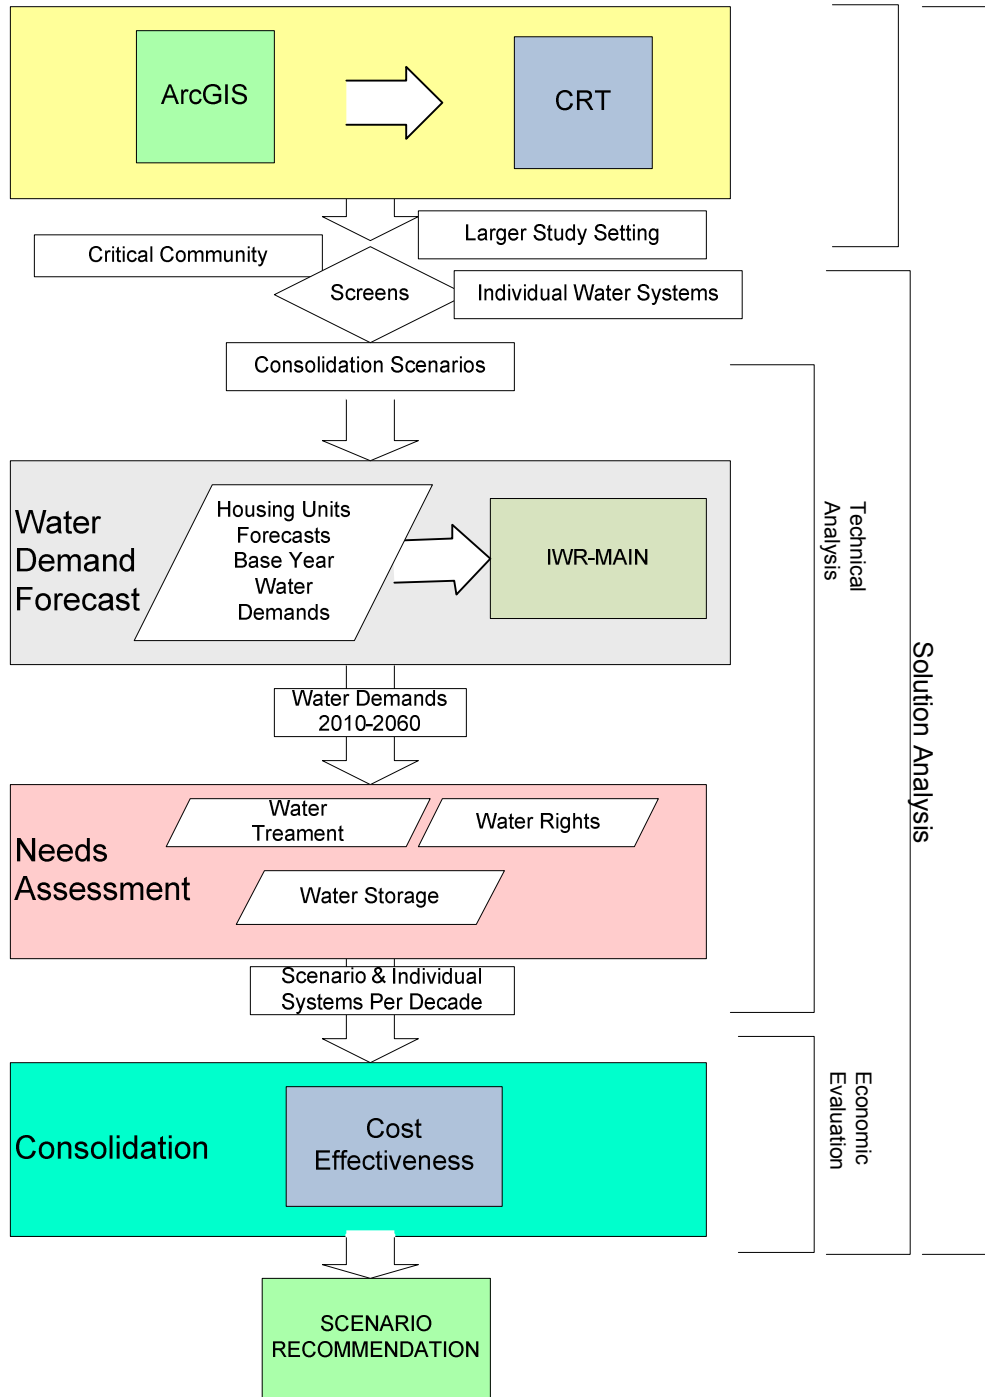 ArcGIS
CRT
Larger Study Setting
Critical Community
Screens
Individual Water Systems
Consolidation Scenarios
Water
Demand
Forecast
Housing Units
Forecasts
Base Year
Water
Demands
IWR-MAIN
Technical
Analysis
Solution Analysis
Water Demands
2010-2060
Needs
Assessment
Water
Treament
Water Rights
Water Storage
Scenario & Individual
Systems Per Decade
Consolidation
Cost
Effectiveness
Economic
Evaluation
SCENARIO
RECOMMENDATION